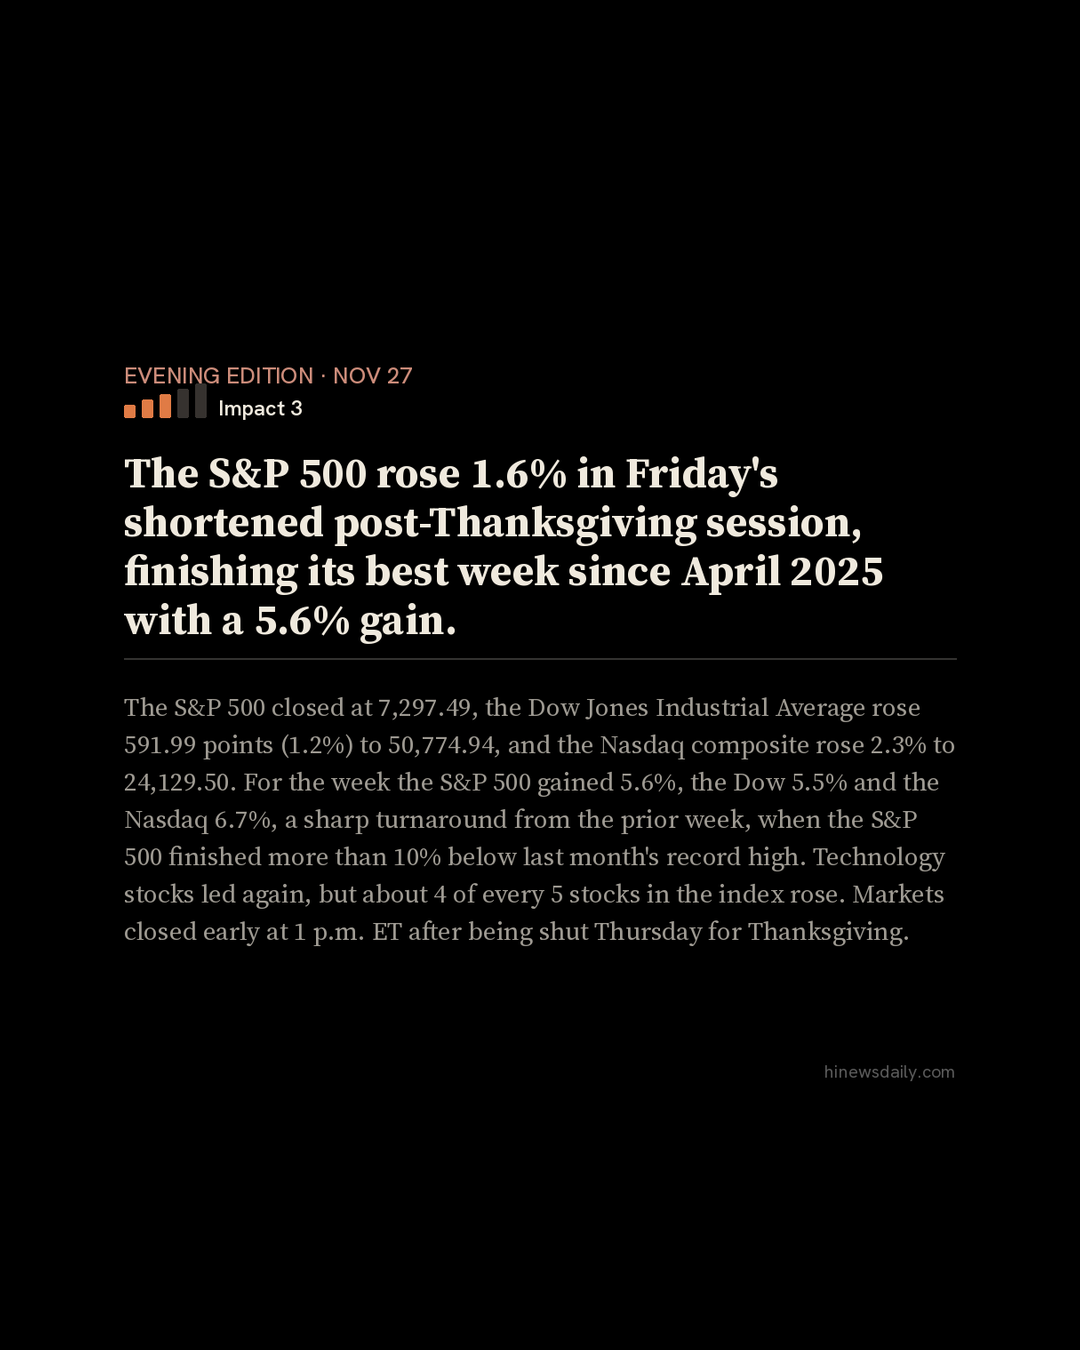 EVENING EDITION · NOV 27
Impact 3
The S&P 500 rose 1.6% in Friday's
shortened post-Thanksgiving session,
finishing its best week since April 2025
with a 5.6% gain.
The S&P 500 closed at 7,297.49, the Dow Jones Industrial Average rose
591.99 points (1.2%) to 50,774.94, and the Nasdaq composite rose 2.3% to
24,129.50. For the week the S&P 500 gained 5.6%, the Dow 5.5% and the
Nasdaq 6.7%, a sharp turnaround from the prior week, when the S&P
500 finished more than 10% below last month's record high. Technology
stocks led again, but about 4 of every 5 stocks in the index rose. Markets
closed early at 1 p.m. ET after being shut Thursday for Thanksgiving.
hinewsdaily.com